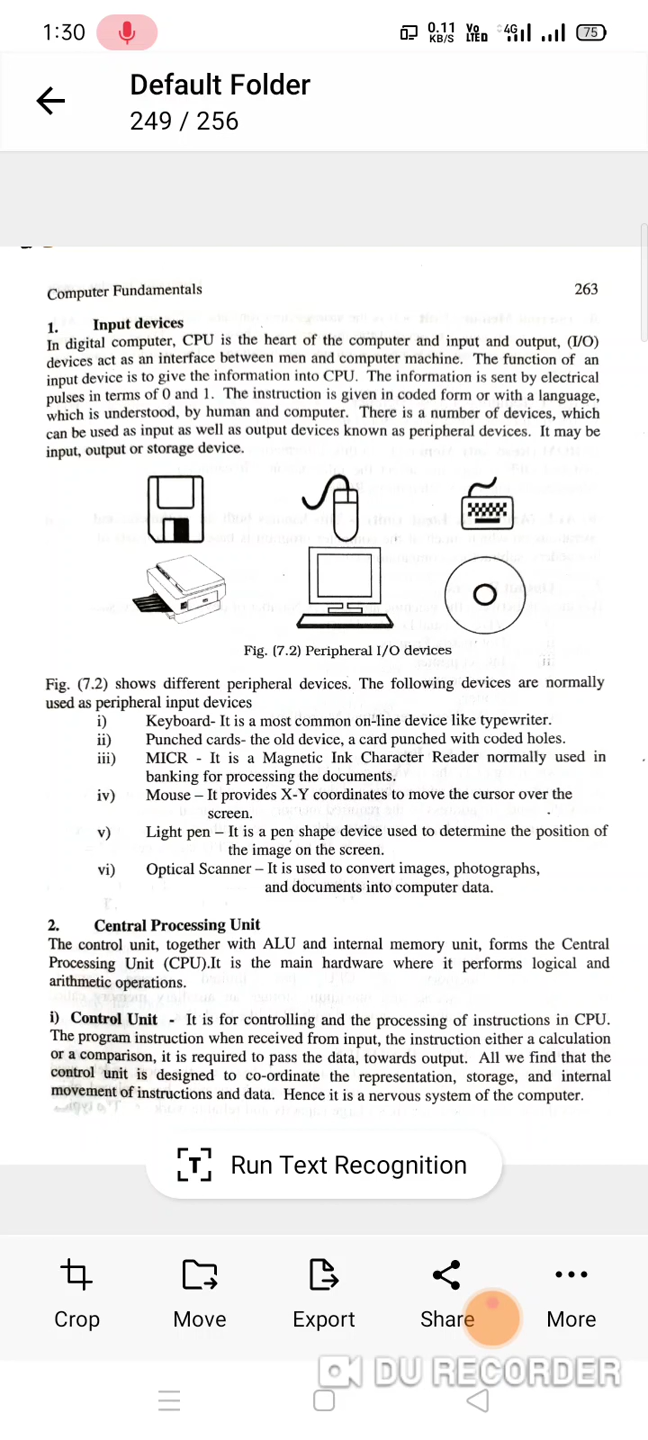 1:30
0.11
KB/S
Vo
LTED
4G
75
Default Folder
249 / 256
Computer Fundamentals
263
1. Input devices
In digital computer, CPU is the heart of the computer and input and output, (I/O)
devices act as an interface between men and computer machine. The function of an
input device is to give the information into CPU. The information is sent by electrical
pulses in terms of 0 and 1. The instruction is given in coded form or with a language,
which is understood, by human and computer. There is a number of devices, which
can be used as input as well as output devices known as peripheral devices. It may be
input, output or storage device.
Fig. (7.2) Peripheral I/O devices
Fig. (7.2) shows different peripheral devices. The following devices are normally
used as peripheral input devices
i) Keyboard- It is a most common on-line device like typewriter.
ii) Punched cards- the old device, a card punched with coded holes.
iii) MICR - It is a Magnetic Ink Character Reader normally used in
banking for processing the documents.
iv) Mouse – It provides X-Y coordinates to move the cursor over the
screen.
v) Light pen – It is a pen shape device used to determine the position of
the image on the screen.
vi) Optical Scanner – It is used to convert images, photographs,
and documents into computer data.
2. Central Processing Unit
The control unit, together with ALU and internal memory unit, forms the Central
Processing Unit (CPU).It is the main hardware where it performs logical and
arithmetic operations.
i) Control Unit - It is for controlling and the processing of instructions in CPU.
The program instruction when received from input, the instruction either a calculation
or a comparison, it is required to pass the data, towards output. All we find that the
control unit is designed to co-ordinate the representation, storage, and internal
movement of instructions and data. Hence it is a nervous system of the computer.
T Run Text Recognition
Crop
Move
Export
Share
More
DU RECORDER